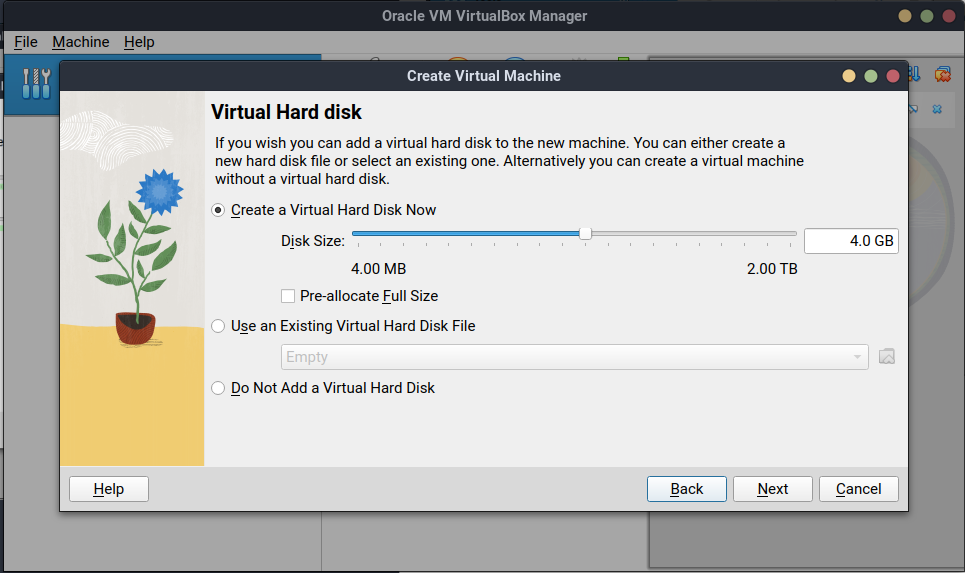 Oracle VM VirtualBox Manager
File Machine Help
Create Virtual Machine
Virtual Hard disk
If you wish you can add a virtual hard disk to the new machine. You can either create a
new hard disk file or select an existing one. Alternatively you can create a virtual machine
without a virtual hard disk.
Create a Virtual Hard Disk Now
Disk Size: 4.0 GB
4.00 MB 2.00 TB
Pre-allocate Full Size
Use an Existing Virtual Hard Disk File
Empty
Do Not Add a Virtual Hard Disk
Help Back Next Cancel